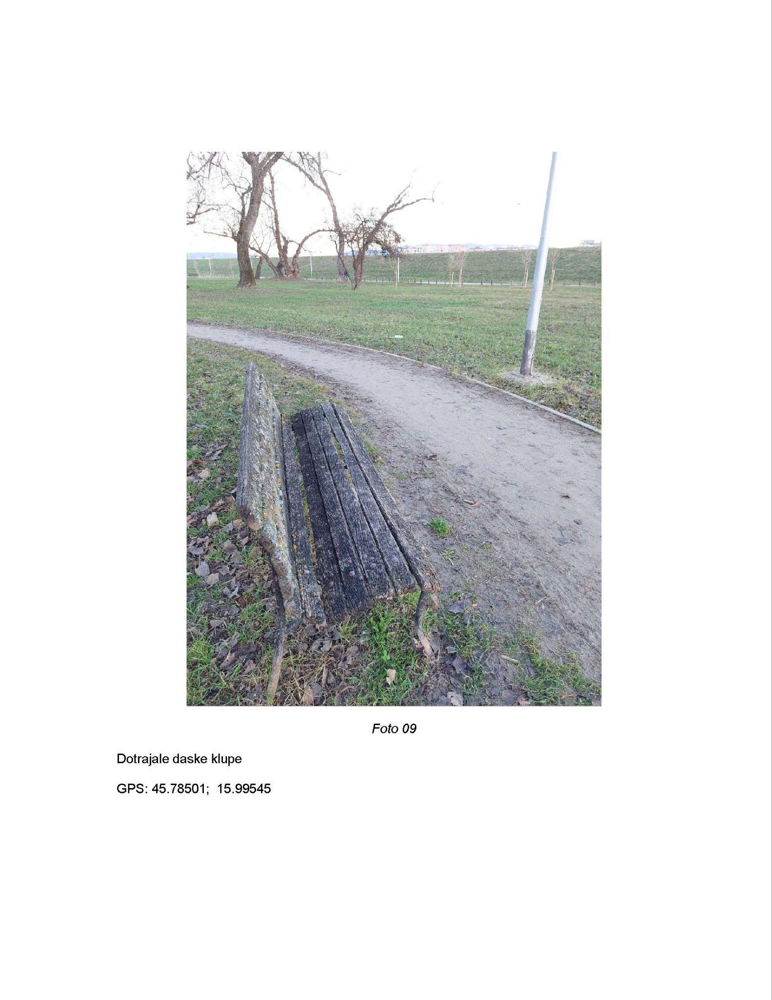 Foto 09
Dotrajale daske klupe
GPS: 45.78501;  15.99545